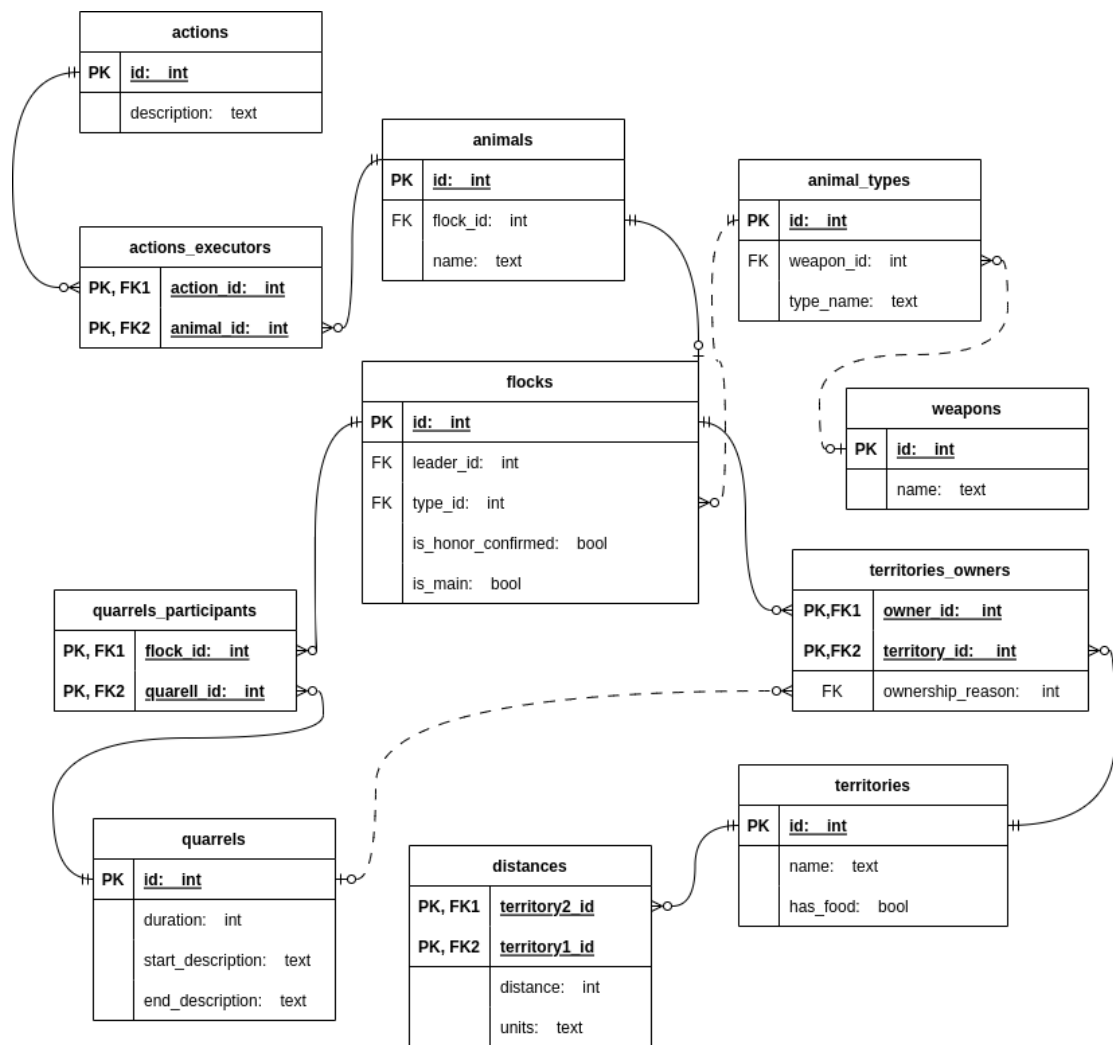 actions
PK id: int
description: text
animals
PK id: int
FK flock_id: int
name: text
animal_types
PK id: int
FK weapon_id: int
type_name: text
actions_executors
PK, FK1 action_id: int
PK, FK2 animal_id: int
flocks
PK id: int
FK leader_id: int
FK type_id: int
is_honor_confirmed: bool
is_main: bool
weapons
PK id: int
name: text
territories_owners
PK,FK1 owner_id: int
PK,FK2 territory_id: int
FK ownership_reason: int
quarrels_participants
PK, FK1 flock_id: int
PK, FK2 quarell_id: int
territories
PK id: int
name: text
has_food: bool
quarrels
PK id: int
duration: int
start_description: text
end_description: text
distances
PK, FK1 territory2_id
PK, FK2 territory1_id
distance: int
units: text